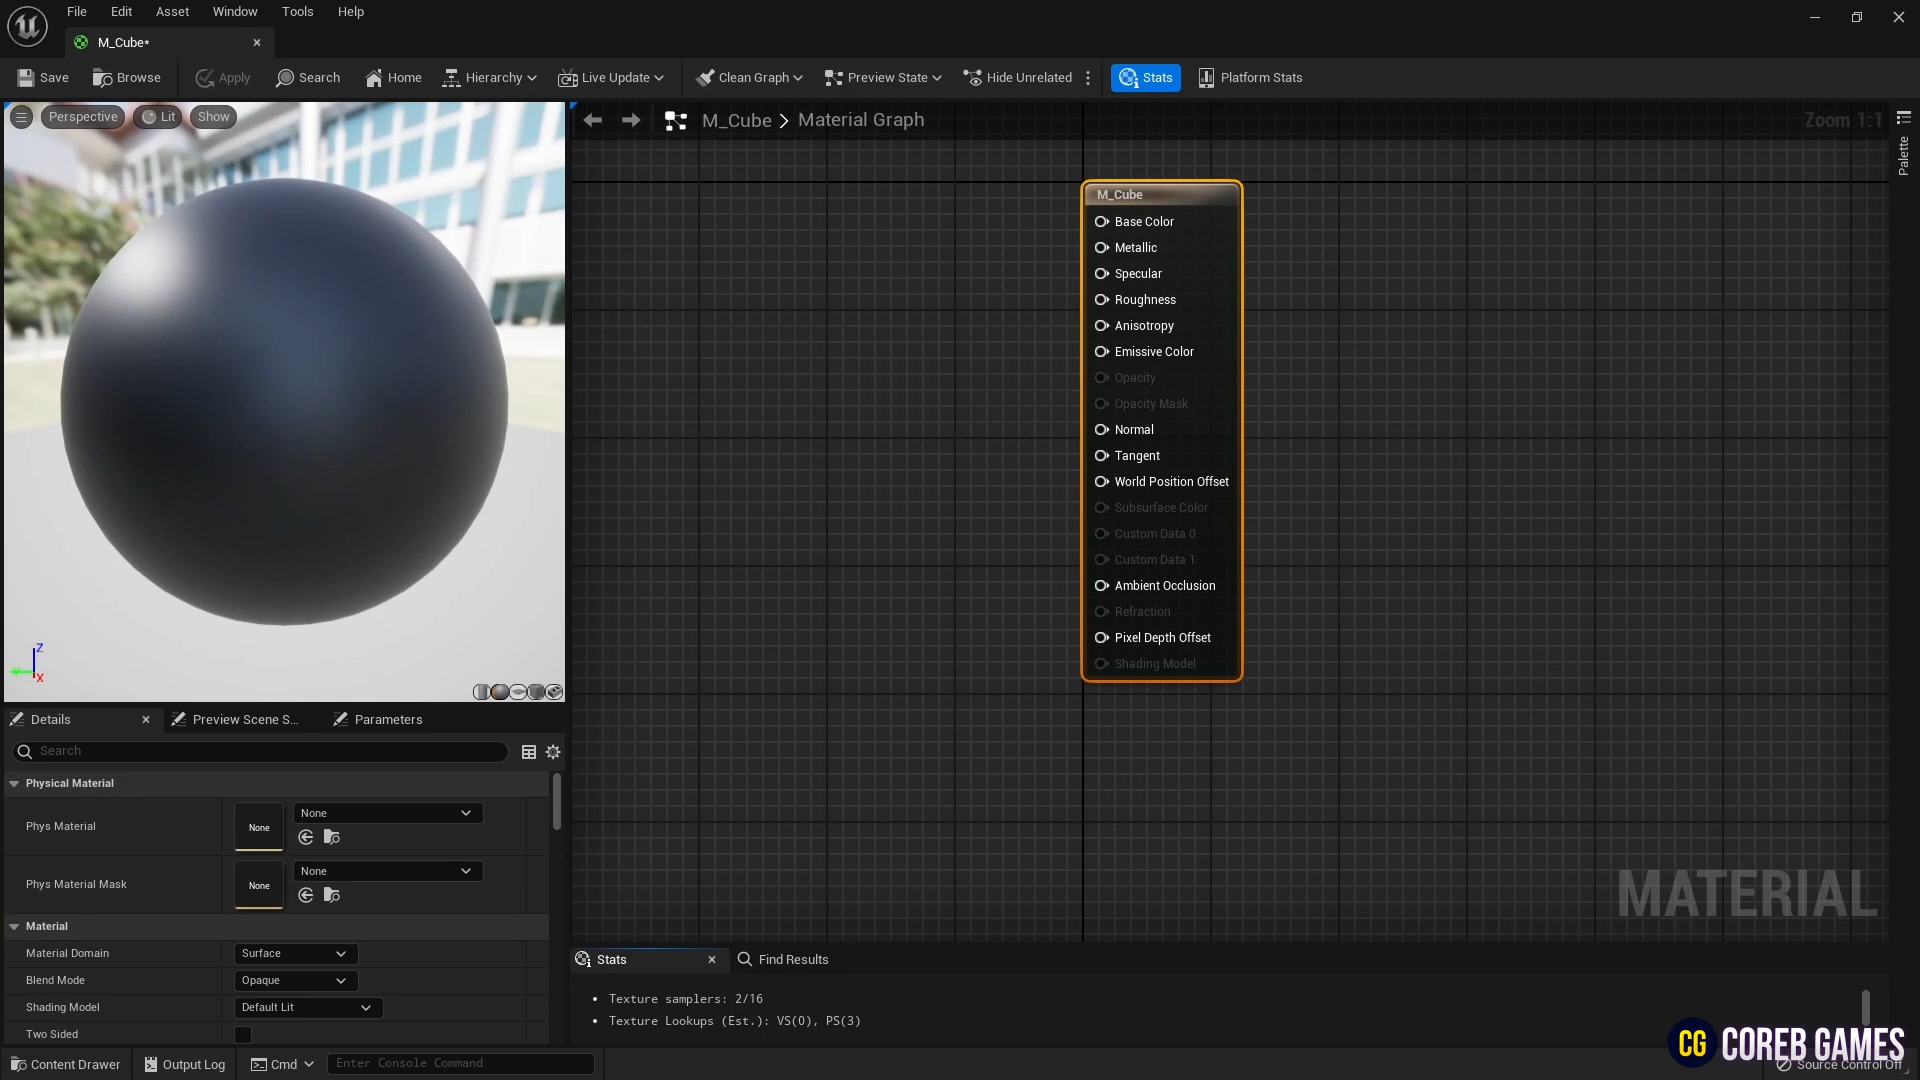 File Edit Asset Window Tools Help
M_Cube*
Save Browse Apply Search Home Hierarchy Live Update Clean Graph Preview State Hide Unrelated Stats Platform Stats
Perspective Lit Show
M_Cube > Material Graph
Zoom 1:1
Palette
M_Cube
Base Color
Metallic
Specular
Roughness
Anisotropy
Emissive Color
Opacity
Opacity Mask
Normal
Tangent
World Position Offset
Subsurface Color
Custom Data 0
Custom Data 1
Ambient Occlusion
Refraction
Pixel Depth Offset
Shading Model
Z
Y
X
MATERIAL
Details Preview Scene S... Parameters
Search
Physical Material
Phys Material None None
Phys Material Mask None None
Material
Material Domain Surface
Blend Mode Opaque
Shading Model Default Lit
Two Sided
Stats Find Results
• Texture samplers: 2/16
• Texture Lookups (Est.): VS(0), PS(3)
CG COREB GAMES
Content Drawer Output Log Cmd Enter Console Command Source Control Off